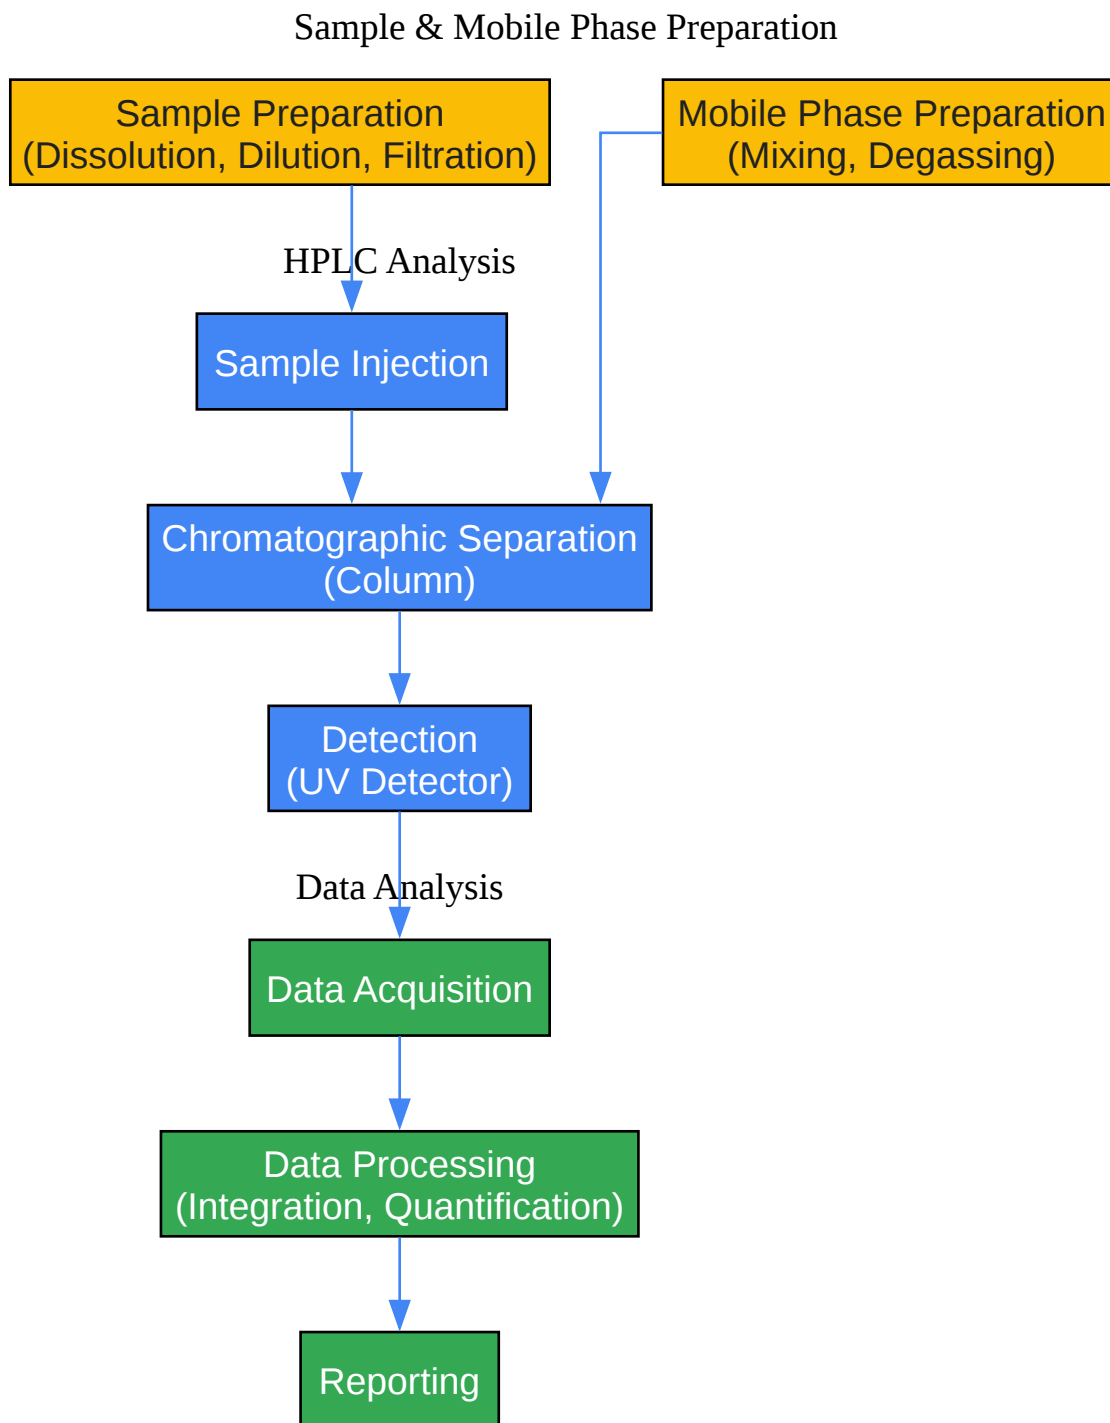 Sample & Mobile Phase Preparation
Sample Preparation
(Dissolution, Dilution, Filtration)
Mobile Phase Preparation
(Mixing, Degassing)
HPLC Analysis
Sample Injection
Chromatographic Separation
(Column)
Detection
(UV Detector)
Data Analysis
Data Acquisition
Data Processing
(Integration, Quantification)
Reporting